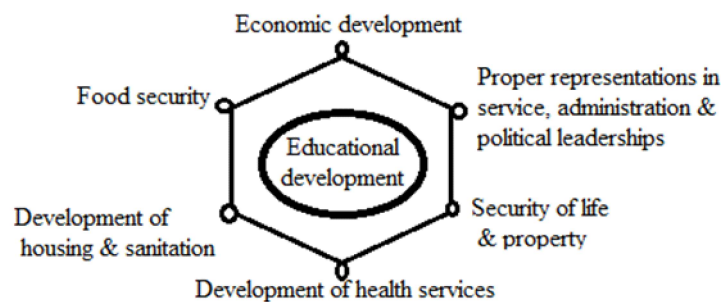 Economic development
Food security
Proper representations in
service, administration &
political leaderships
Educational
development
Development of
housing & sanitation
Security of life
& property
Development of health services